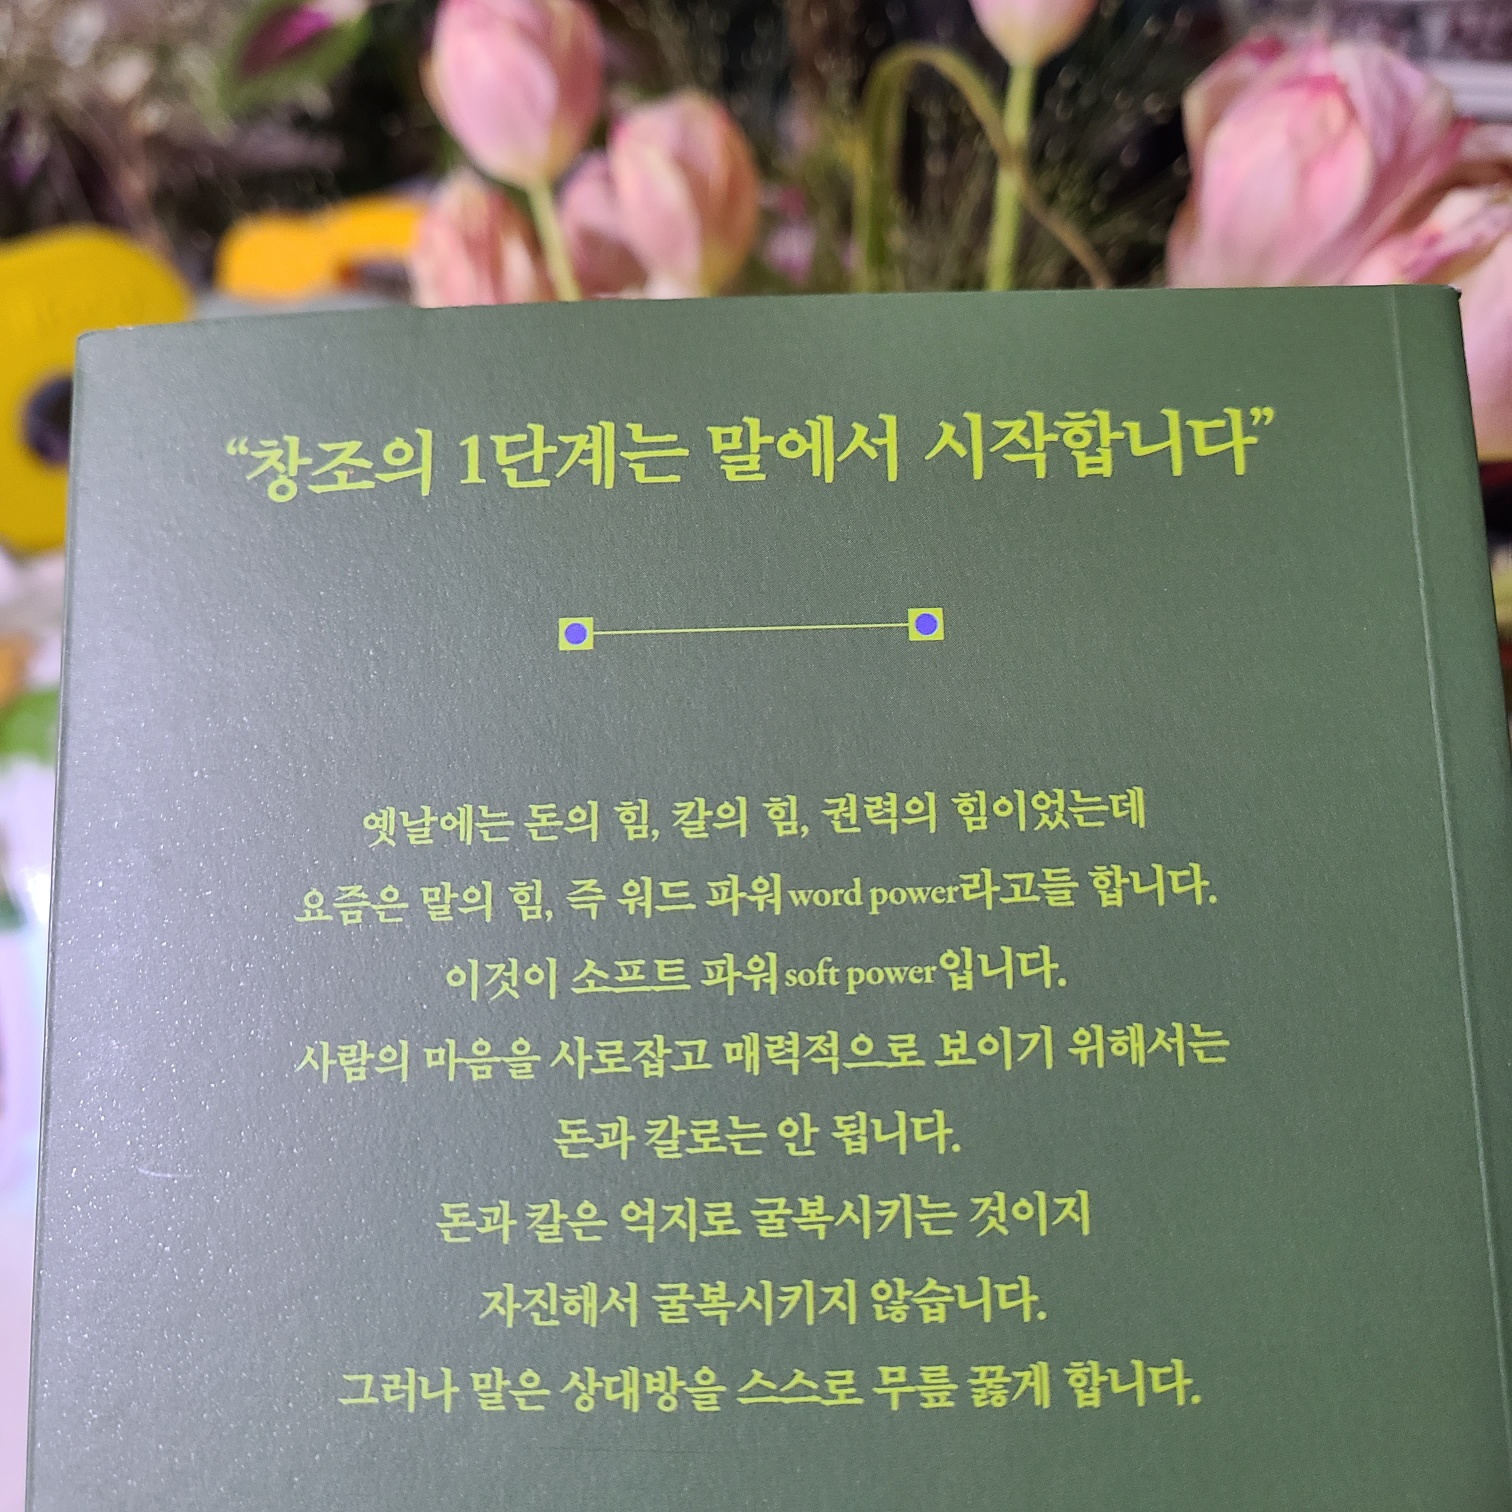 “창조의 1단계는 말에서 시작합니다”
옛날에는 돈의 힘, 칼의 힘, 권력의 힘이었는데
요즘은 말의 힘, 즉 워드 파워word power라고들 합니다.
이것이 소프트 파워soft power입니다.
사람의 마음을 사로잡고 매력적으로 보이기 위해서는
돈과 칼로는 안 됩니다.
돈과 칼은 억지로 굴복시키는 것이지
자진해서 굴복시키지 않습니다.
그러나 말은 상대방을 스스로 무릎 꿇게 합니다.